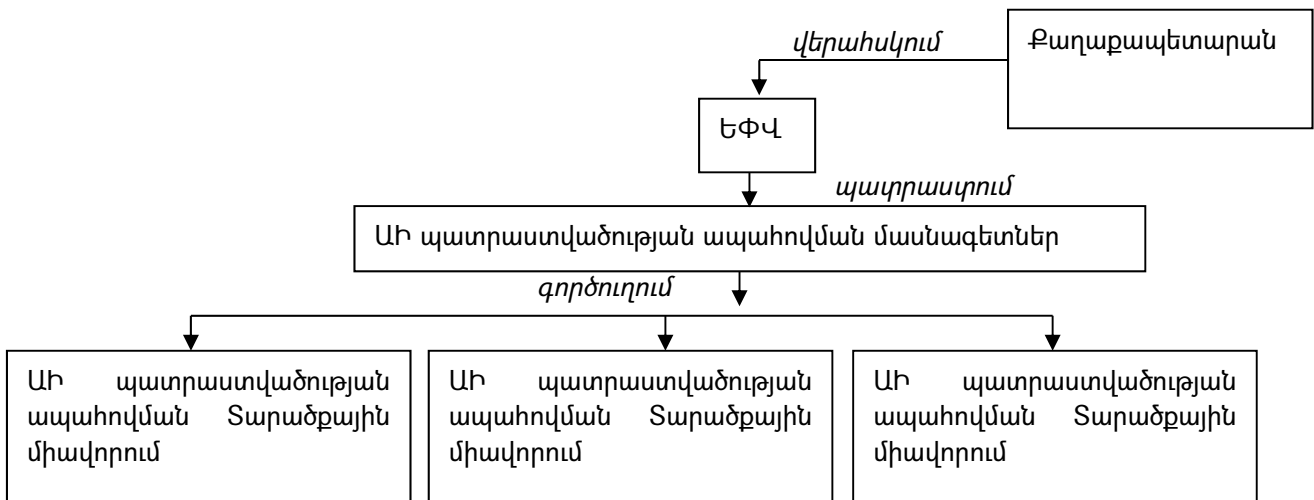 վերահսկում
Քաղաքապետարան
ԵՓՎ
պատրաստում
ԱԻ պատրաստվածության ապահովման մասնագետներ
գործուղում
ԱԻ պատրաստվածության
ապահովման Տարածքային
միավորում
ԱԻ պատրաստվածության
ապահովման Տարածքային
միավորում
ԱԻ պատրաստվածության
ապահովման Տարածքային
միավորում